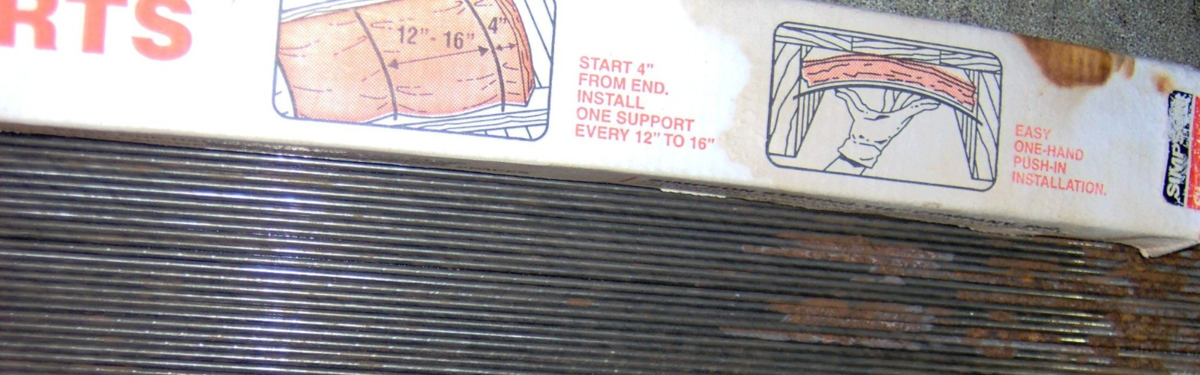 RTS
12"- 16"
4"
START 4"
FROM END.
INSTALL
ONE SUPPORT
EVERY 12" TO 16"
EASY
ONE-HAND
PUSH-IN
INSTALLATION.